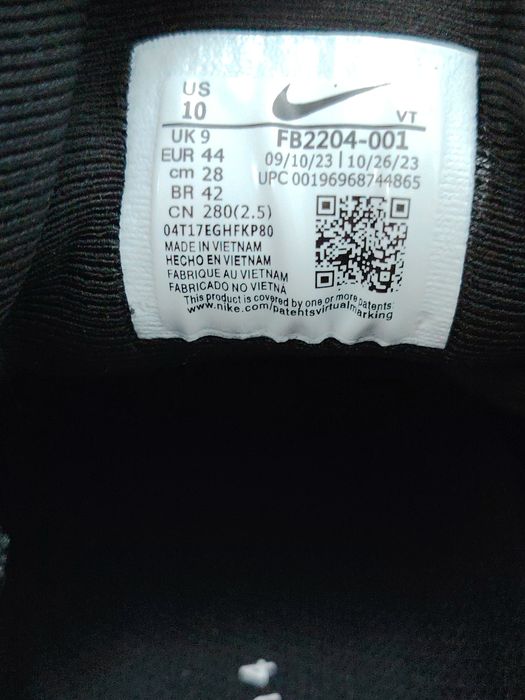 US
10
VT
UK 9
EUR 44
cm 28
BR 42
CN 280(2.5)
FB2204-001
09/10/23 | 10/26/23
UPC 00196968744865
04T17EGHFKP80
MADE IN VIETNAM
HECHO EN VIETNAM
FABRIQUE AU VIETNAM
FABRICADO NO VIETNÃ
This product is covered by one or more patents:
www.nike.com/patentsvirtualmarking